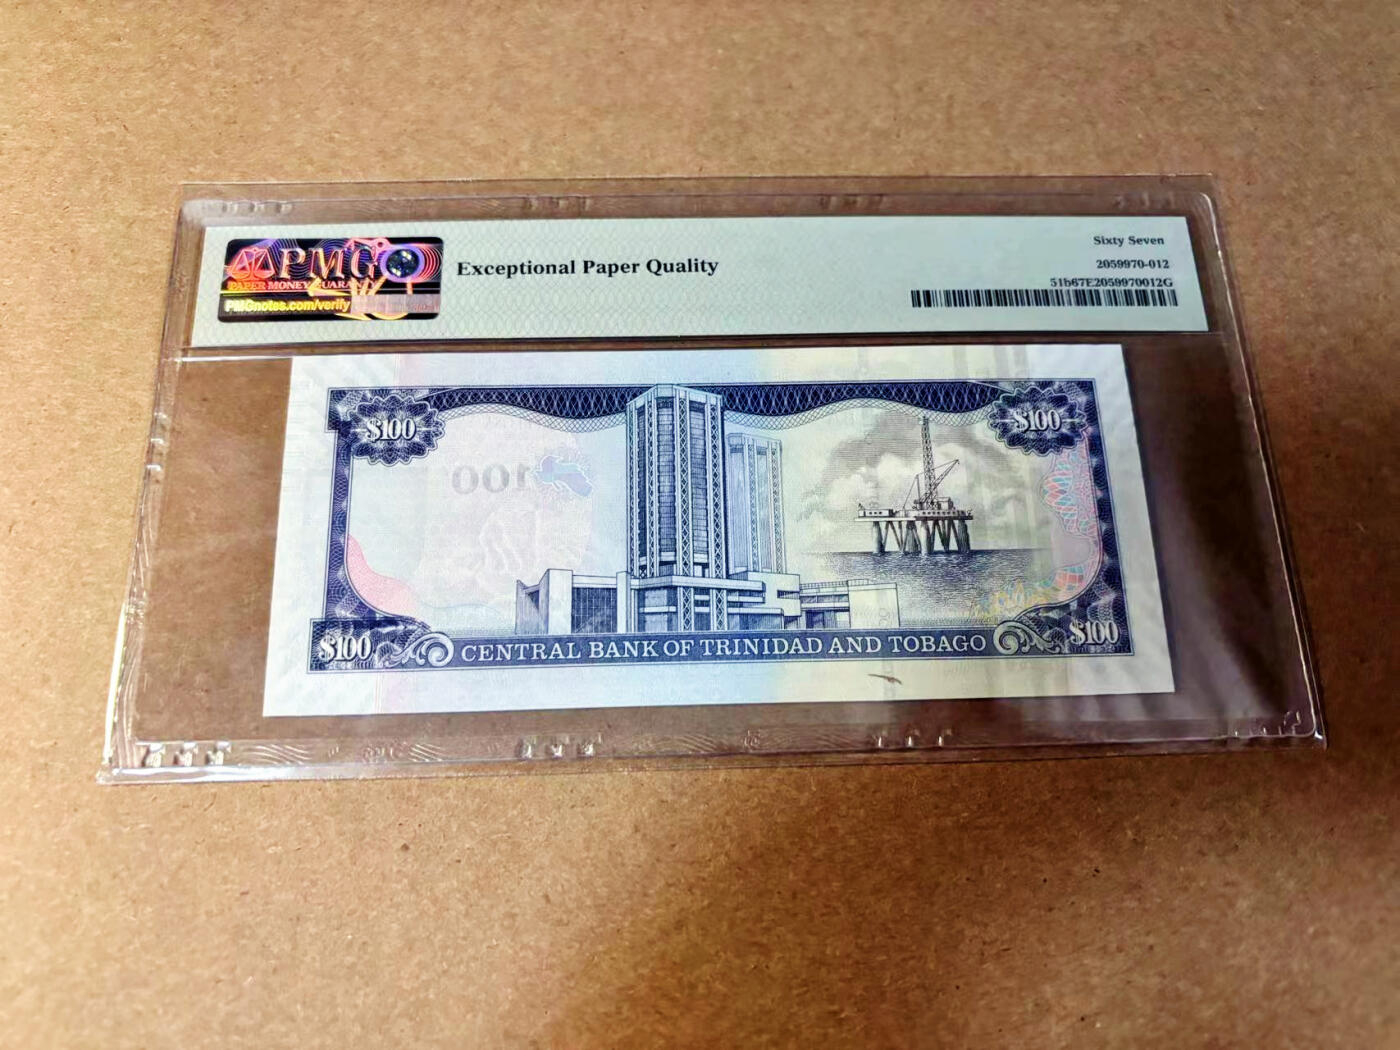 PMG
PAPER MONEY GUARANTY
PMGnotes.com/verify
Exceptional Paper Quality
Sixty Seven
2059970-012
51b67E2059970012G
$100
$100
100
$100
CENTRAL BANK OF TRINIDAD AND TOBAGO
$100